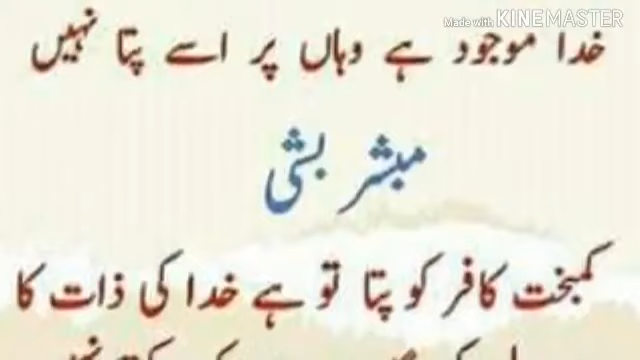 Made with KINEMASTER
خدا موجود ہے وہاں پر اسے پتا نہیں
مبشر بشی
کمبخت کافر کو پتا تو ہے خدا کی ذات کا